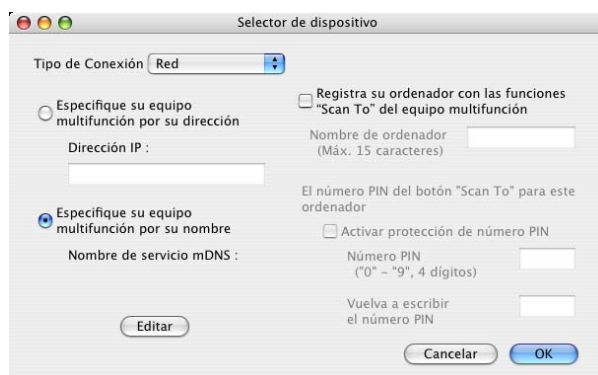 Selector de dispositivo
Tipo de Conexión
Red
Especifique su equipo
multifunción por su dirección
Dirección IP :
Especifique su equipo
multifunción por su nombre
Nombre de servicio mDNS :
Editar
Registra su ordenador con las funciones
“Scan To” del equipo multifunción
Nombre de ordenador
(Máx. 15 caracteres)
El número PIN del botón "Scan To" para este
ordenador
Activar protección de número PIN
Número PIN
("0" – "9", 4 dígitos)
Vuelva a escribir
el número PIN
Cancelar
OK